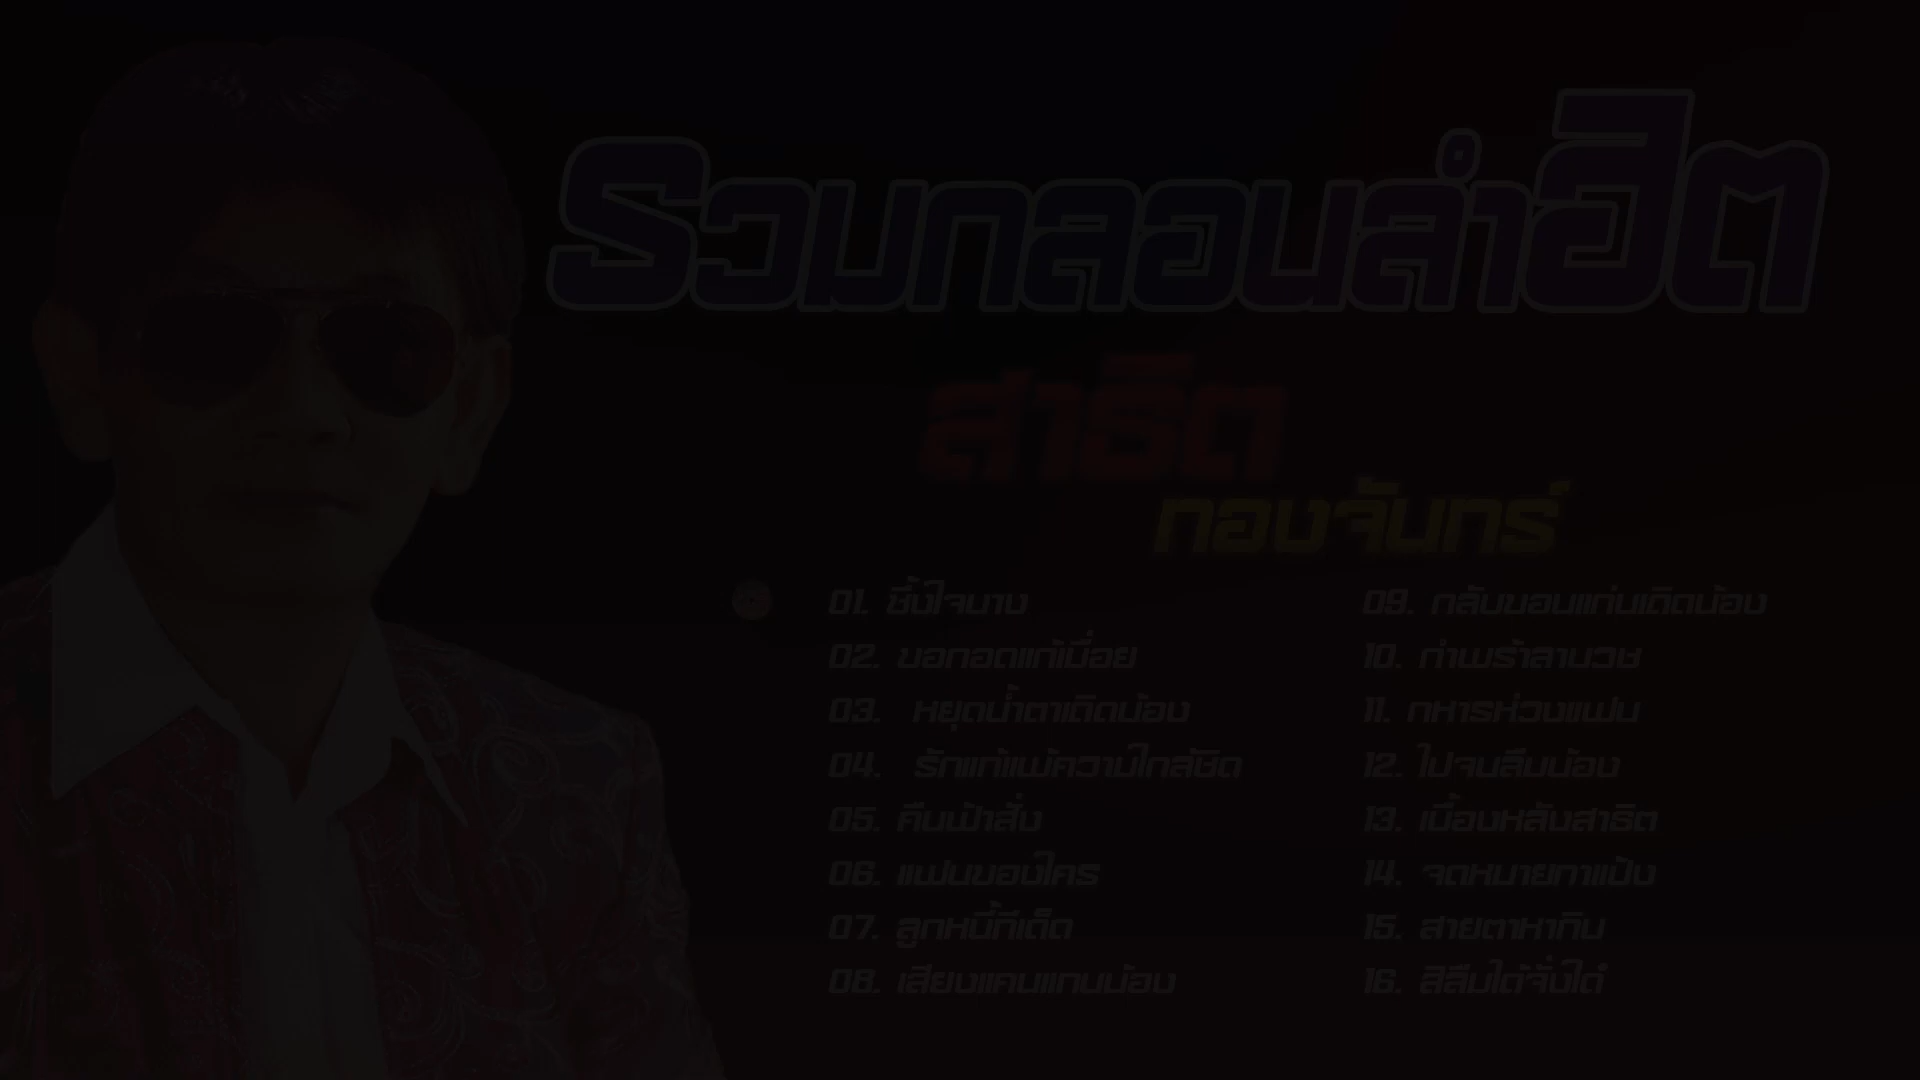 รวมกลอนลำฮิต
สาธิต
ทองจันทร์
01. ซึ้งใจนาง
02. ขอกอดแก้เมื่อย
03. หยุดน้ำตาเถิดน้อง
04. รักแท้แพ้ความใกล้ชิด
05. คืนฟ้าสั่ง
06. แฟนของใคร
07. ลูกหนี้ทีเด็ด
08. เสียงแคนแทนน้อง
09. กลับขอนแก่นเถิดน้อง
10. กำพร้าลานวษ
11. ทหารห่วงแฟน
12. ไปจนลืมน้อง
13. เบื้องหลังสาธิต
14. จดหมายทาแป้ง
15. สายตาหากิน
16. สิลืมได้จั่งได๋